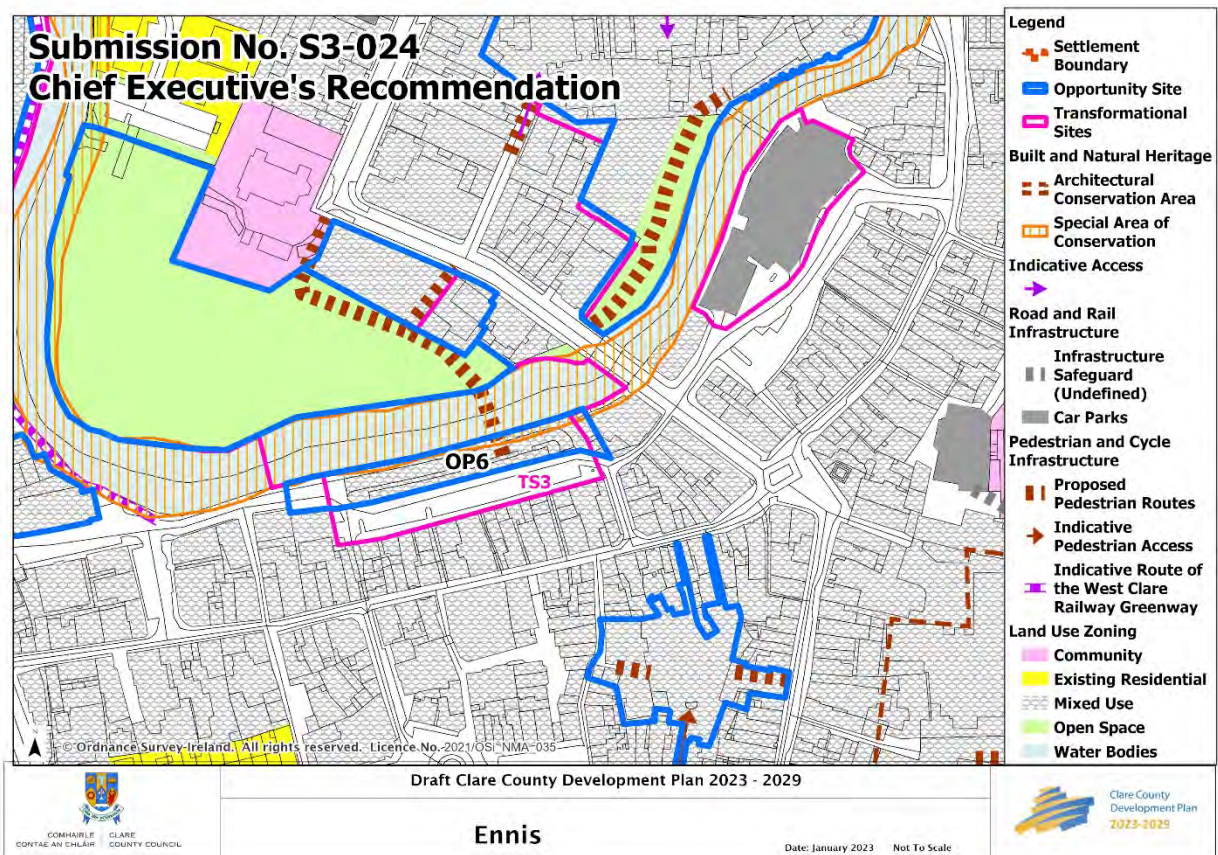 Submission No. S3-024
Chief Executive's Recommendation
OP6
TS3
N
© Ordnance Survey Ireland. All rights reserved. Licence No. 2021/OSi_NMA_035
Legend
Settlement
Boundary
Opportunity Site
Transformational
Sites
Built and Natural Heritage
Architectural
Conservation Area
Special Area of
Conservation
Indicative Access
Road and Rail
Infrastructure
Infrastructure
Safeguard
(Undefined)
Car Parks
Pedestrian and Cycle
Infrastructure
Proposed
Pedestrian Routes
Indicative
Pedestrian Access
Indicative Route of
the West Clare
Railway Greenway
Land Use Zoning
Community
Existing Residential
Mixed Use
Open Space
Water Bodies
COMHAIRLE CLARE
CONTAE AN CHLÁIR COUNTY COUNCIL
Draft Clare County Development Plan 2023 - 2029
Ennis
Date: January 2023 Not To Scale
Clare County
Development Plan
2023-2029